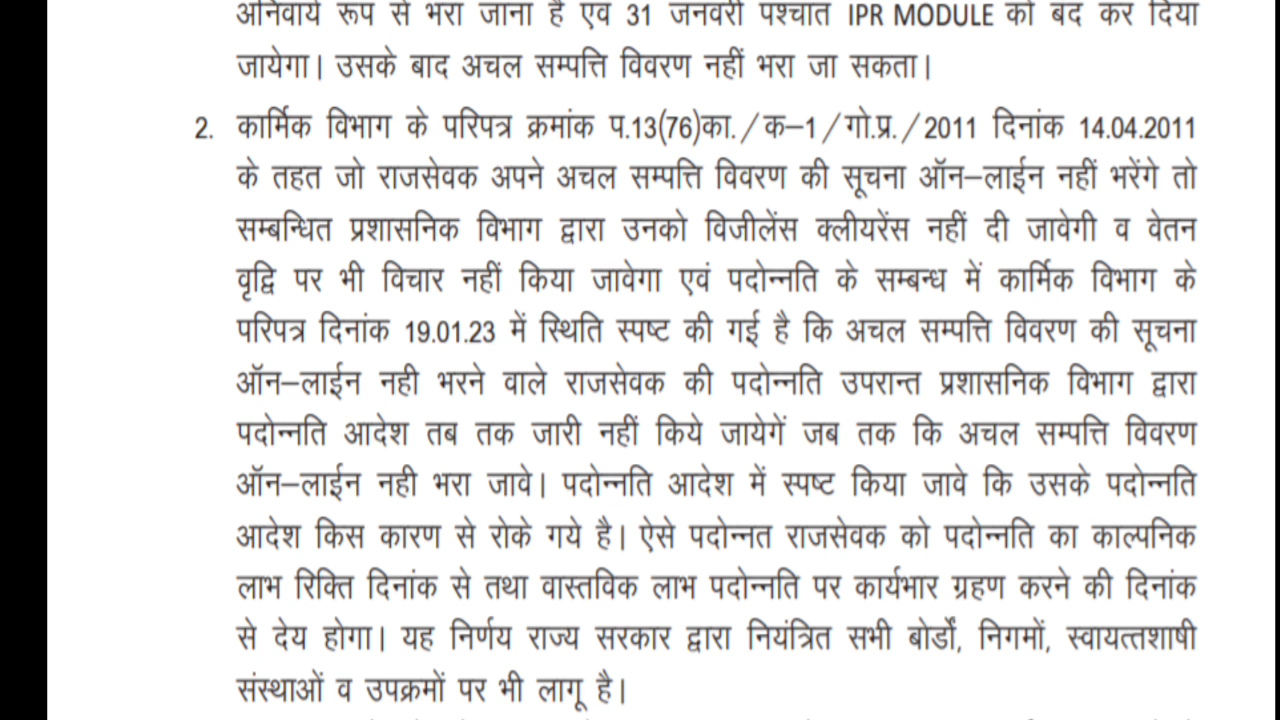 अनिवार्य रूप से भरा जाना है एवं 31 जनवरी पश्चात IPR MODULE को बंद कर दिया
जायेगा। उसके बाद अचल सम्पत्ति विवरण नहीं भरा जा सकता।
2. कार्मिक विभाग के परिपत्र क्रमांक प.13(76)का./क–1/गो.प्र./2011 दिनांक 14.04.2011
के तहत जो राजसेवक अपने अचल सम्पत्ति विवरण की सूचना ऑन–लाईन नहीं भरेंगे तो
सम्बन्धित प्रशासनिक विभाग द्वारा उनको विजीलेंस क्लीयरेंस नहीं दी जावेगी व वेतन
वृद्वि पर भी विचार नहीं किया जावेगा एवं पदोन्नति के सम्बन्ध में कार्मिक विभाग के
परिपत्र दिनांक 19.01.23 में स्थिति स्पष्ट की गई है कि अचल सम्पत्ति विवरण की सूचना
ऑन–लाईन नही भरने वाले राजसेवक की पदोन्नति उपरान्त प्रशासनिक विभाग द्वारा
पदोन्नति आदेश तब तक जारी नहीं किये जायेगें जब तक कि अचल सम्पत्ति विवरण
ऑन–लाईन नही भरा जावे। पदोन्नति आदेश में स्पष्ट किया जावे कि उसके पदोन्नति
आदेश किस कारण से रोके गये है। ऐसे पदोन्नत राजसेवक को पदोन्नति का काल्पनिक
लाभ रिक्ति दिनांक से तथा वास्तविक लाभ पदोन्नति पर कार्यभार ग्रहण करने की दिनांक
से देय होगा। यह निर्णय राज्य सरकार द्वारा नियंत्रित सभी बोर्डों, निगमों, स्वायत्तशाषी
संस्थाओं व उपक्रमों पर भी लागू है।